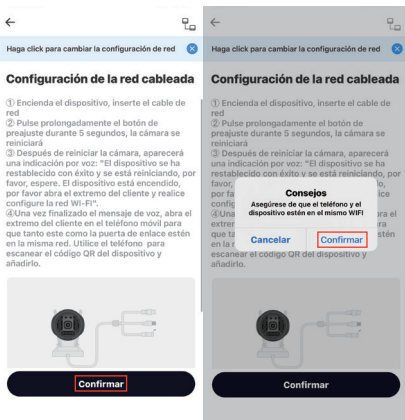 Haga click para cambiar la configuración de red
Configuración de la red cableada
① Encienda el dispositivo, inserte el cable de
red
② Pulse prolongadamente el botón de
preajuste durante 5 segundos, la cámara se
reiniciará
③ Después de reiniciar la cámara, aparecerá
una indicación por voz: "El dispositivo se ha
restablecido con éxito y se está reiniciando, por
favor, espere. El dispositivo está encendido,
por favor abra el extremo del cliente y realice
configure la red WI-FI".
④Una vez finalizado el mensaje de voz, abra el
extremo del cliente en el teléfono móvil para
que tanto este como la puerta de enlace estén
en la misma red. Utilice el teléfono para
escanear el código QR del dispositivo y
añadirlo.
Confirmar
Haga click para cambiar la configuración de red
Configuración de la red cableada
① Encienda el dispositivo, inserte el cable de
red
② Pulse prolongadamente el botón de
preajuste durante 5 segundos, la cámara se
reiniciará
③ Después de reiniciar la cámara, aparecerá
una indicación por voz: "El dispositivo se ha
restablecido con éxito y se está reiniciando, por
favor,
por
Consejos
Asegúrese de que el teléfono y el
dispositivo estén en el mismo WIFI
Cancelar Confirmar
escanear el código QR del dispositivo y
añadirlo.
Confirmar